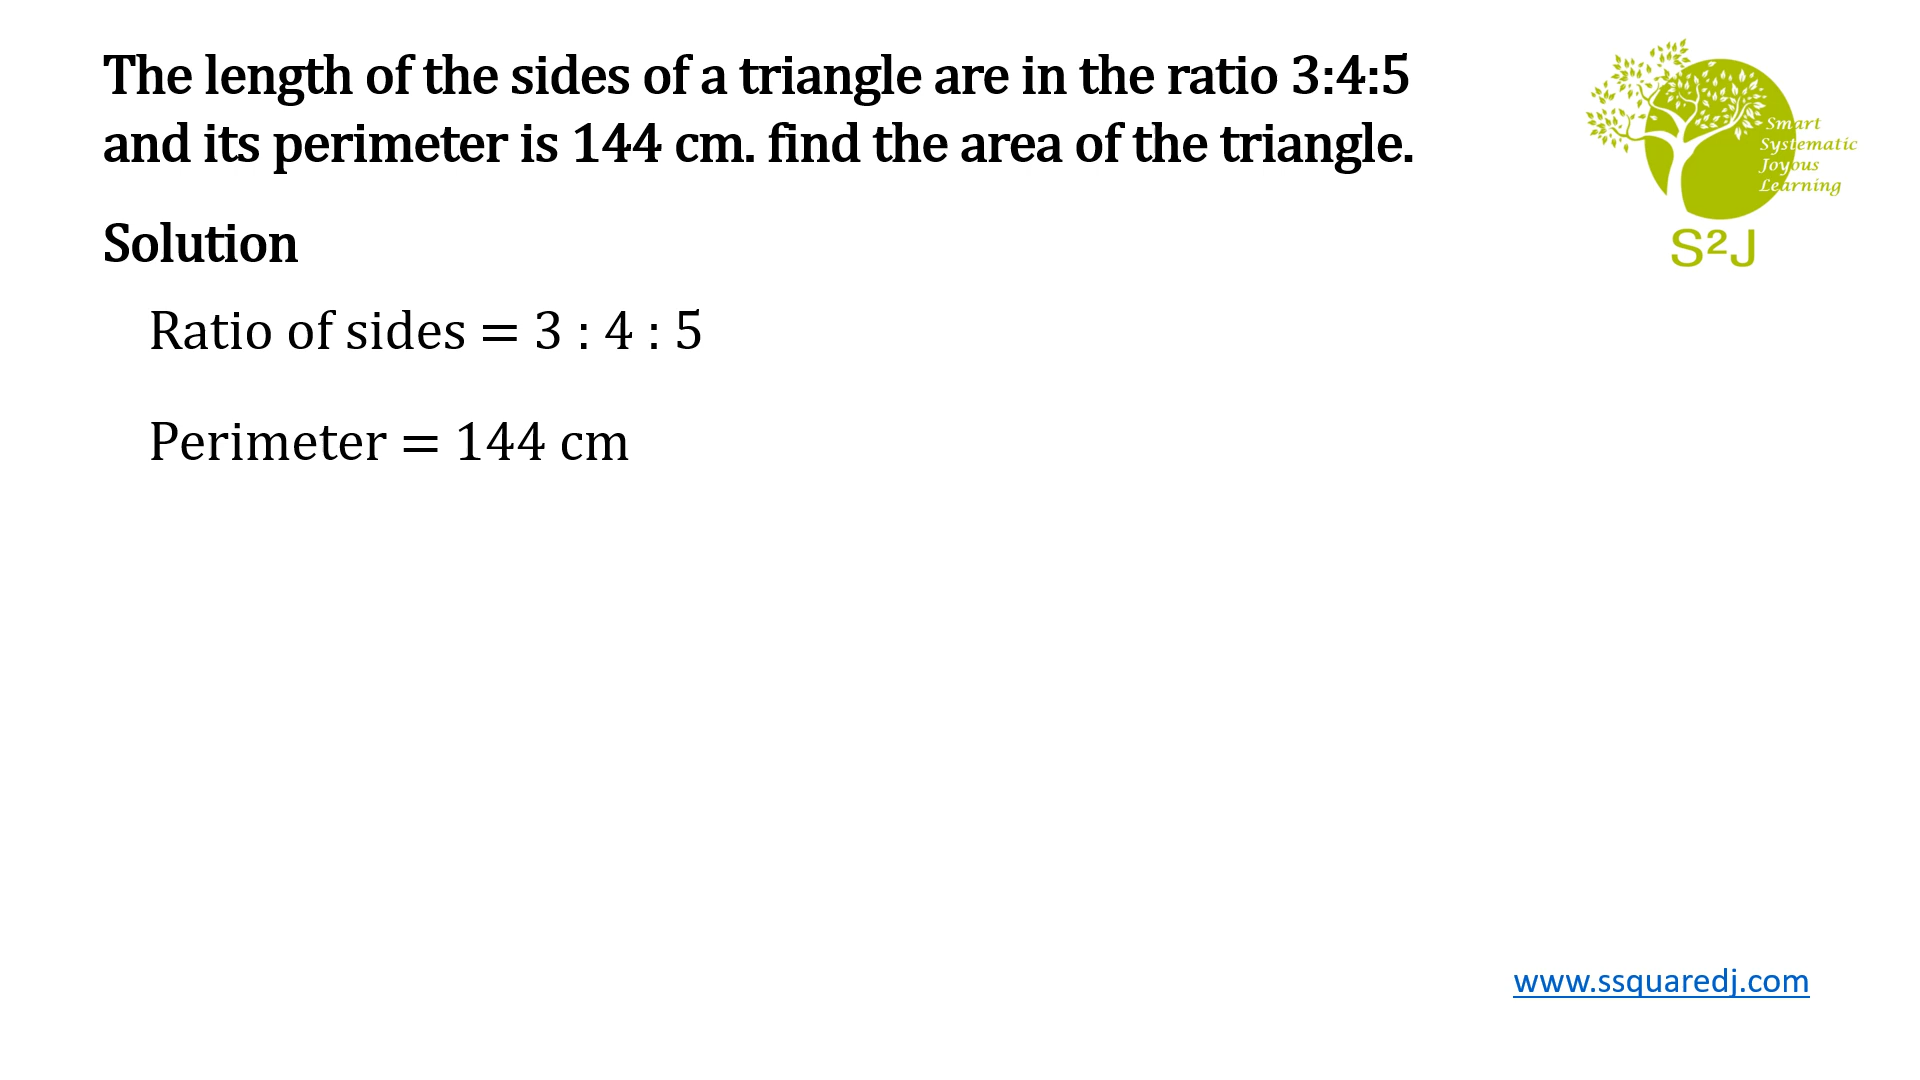 The length of the sides of a triangle are in the ratio 3:4:5
and its perimeter is 144 cm. find the area of the triangle.
Smart
Systematic
Joyous
Learning
S²J
Solution
Ratio of sides = 3 : 4 : 5
Perimeter = 144 cm
www.ssquaredj.com